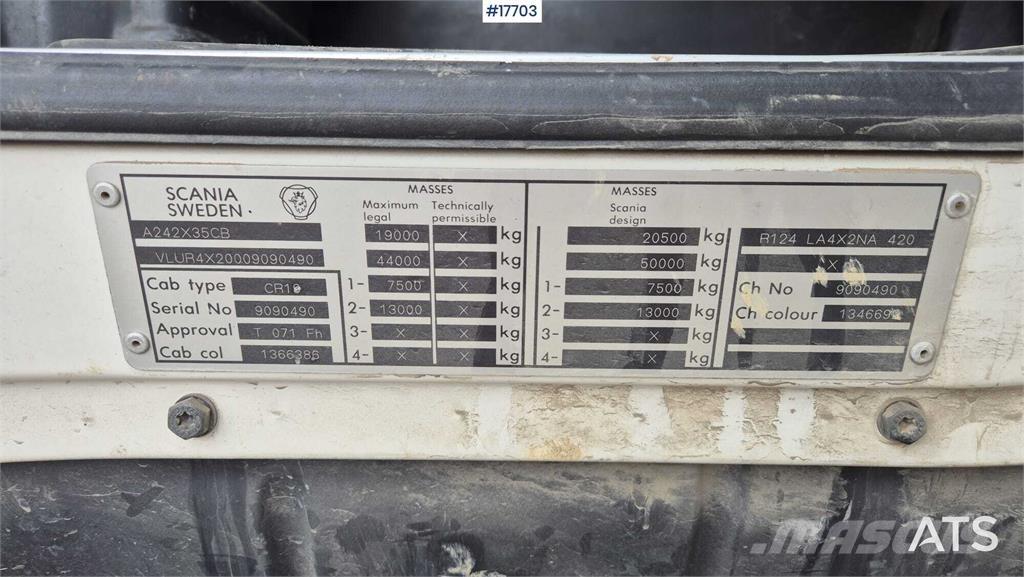 #17703
SCANIA
SWEDEN
A242X35CB
VLUR4X20009090490
Cab type CR19
Serial No 9090490
Approval T 071 Fh
Cab col 1366386
MASSES
Maximum legal Technically permissible
19000 X kg
44000 X kg
1- 7500 X kg
2- 13000 X kg
3- X X kg
4- X X kg
MASSES
Scania design
20500 kg
50000 kg
1- 7500 kg
2- 13000 kg
3- X kg
4- X kg
R124 LA4X2NA 420
X
Ch No 9090490
Ch colour
MASCUS
ATS